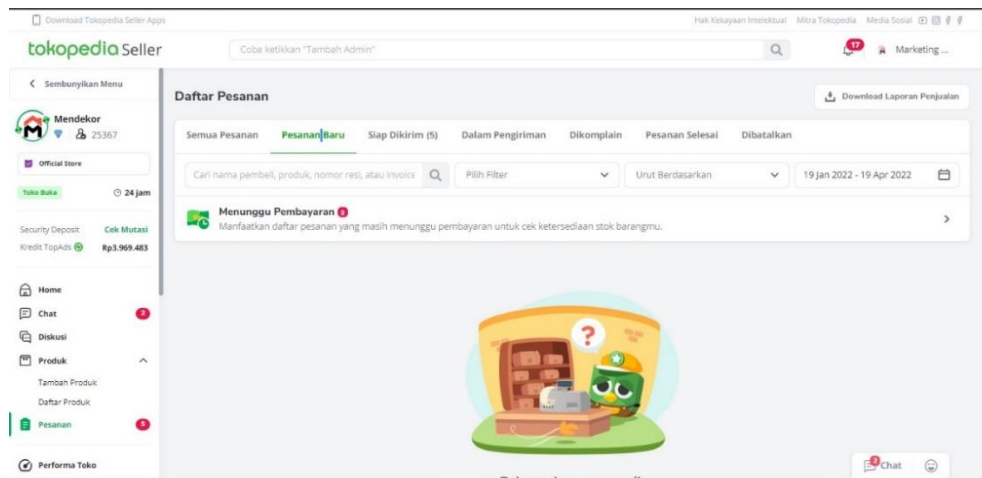 Download Tokopedia Seller Apps
Hak Kekayaan Intelektual Mitra Tokopedia Media Sosial
tokopedia Seller
Coba ketikkan "Tambah Admin"
17
Marketing ...
Sembunyikan Menu
Mendekor
25367
Official Store
Toko Buka 24 jam
Security Deposit Cek Mutasi
Kredit TopAds Rp3.969.483
Home
Chat 2
Diskusi
Produk
Tambah Produk
Daftar Produk
Pesanan 5
Performa Toko
Daftar Pesanan
Download Laporan Penjualan
Semua Pesanan Pesanan Baru Siap Dikirim (5) Dalam Pengiriman Dikomplain Pesanan Selesai Dibatalkan
Cari nama pembeli, produk, nomor resi, atau invoice
Pilih Filter
Urut Berdasarkan
19 Jan 2022 - 19 Apr 2022
Menunggu Pembayaran
Manfaatkan daftar pesanan yang masih menunggu pembayaran untuk cek ketersediaan stok barangmu.
?
2
Chat